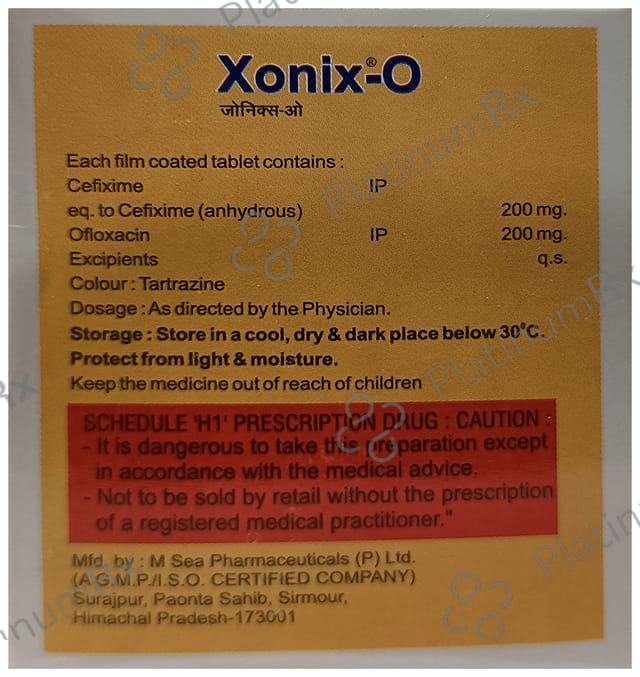 Xonix®-O
जोनिक्स-ओ
Each film coated tablet contains :
Cefixime IP
eq. to Cefixime (anhydrous) 200 mg.
Ofloxacin IP 200 mg.
Excipients q.s.
Colour : Tartrazine
Dosage : As directed by the Physician.
Storage : Store in a cool, dry & dark place below 30°C.
Protect from light & moisture.
Keep the medicine out of reach of children
SCHEDULE 'H1' PRESCRIPTION DRUG : CAUTION :
- It is dangerous to take this preparation except
in accordance with the medical advice.
- Not to be sold by retail without the prescription
of a registered medical practitioner."
Mfd. by : M Sea Pharmaceuticals (P) Ltd.
(A G.M.P./I.S.O. CERTIFIED COMPANY)
Surajpur, Paonta Sahib, Sirmour,
Himachal Pradesh-173001
PlatinumRx
PlatinumRx
PlatinumRx
PlatinumRx